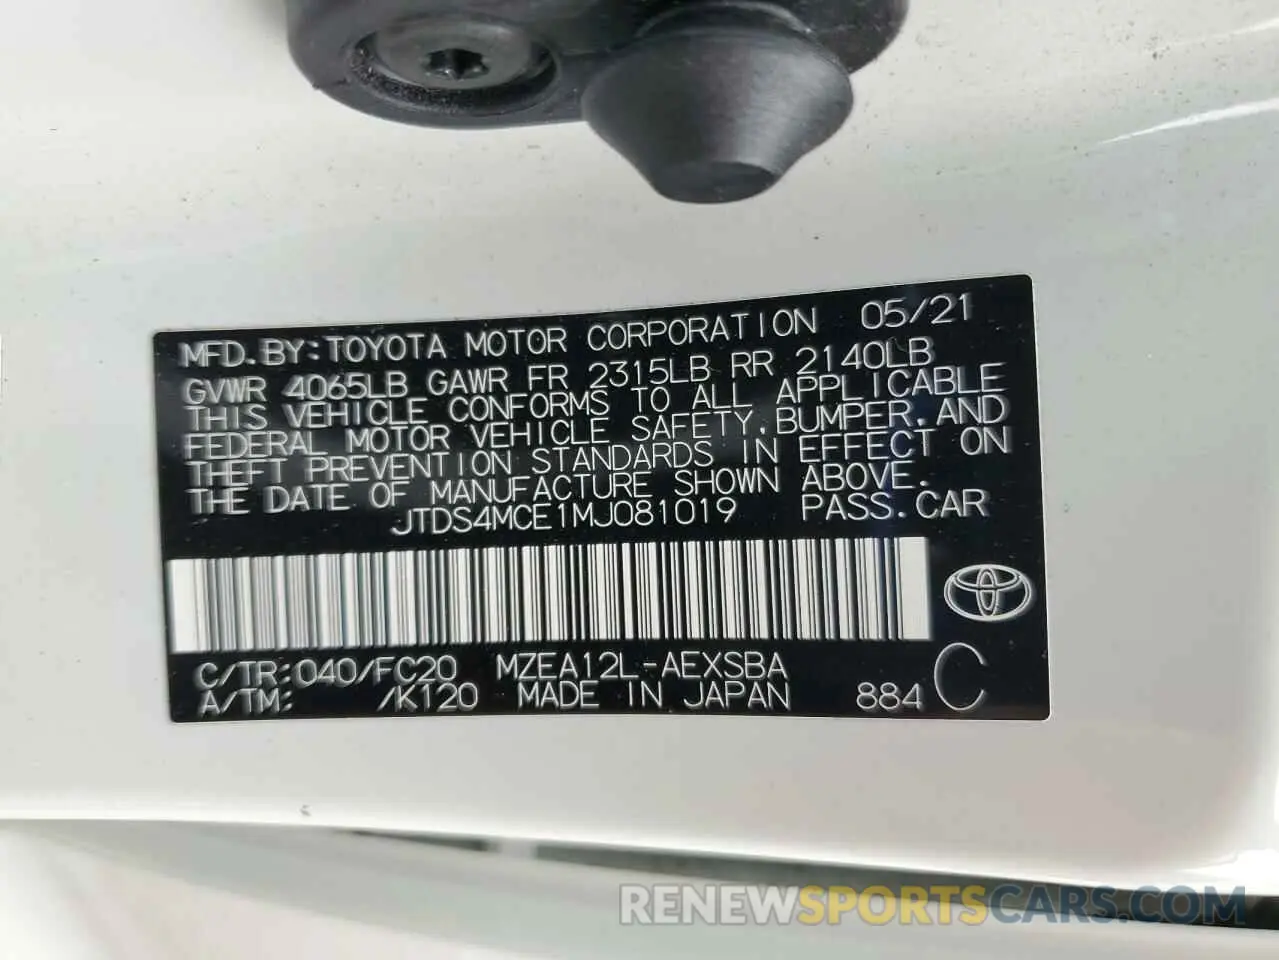 MFD.BY:TOYOTA MOTOR CORPORATION 05/21
GVWR 4065LB GAWR FR 2315LB RR 2140LB
THIS VEHICLE CONFORMS TO ALL APPLICABLE
FEDERAL MOTOR VEHICLE SAFETY,BUMPER,AND
THEFT PREVENTION STANDARDS IN EFFECT ON
THE DATE OF MANUFACTURE SHOWN ABOVE.
JTDS4MCE1MJ081019 PASS.CAR
C/TR:040/FC20 MZEA12L-AEXSBA C
A/TM: /K120 MADE IN JAPAN 884
RENEWSPORTSCARS.COM